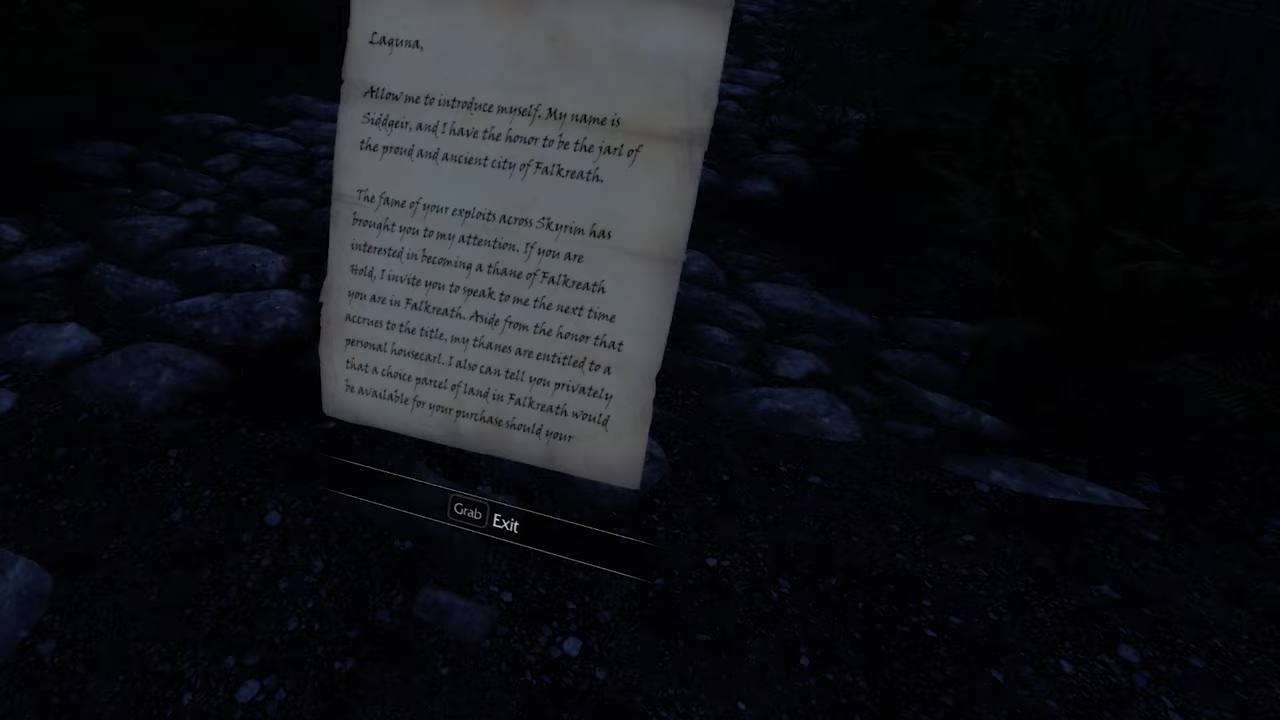 Laguna,
Allow me to introduce myself. My name is
Siddgeir, and I have the honor to be the jarl of
the proud and ancient city of Falkreath.
The fame of your exploits across Skyrim has
brought you to my attention. If you are
interested in becoming a thane of Falkreath
Hold, I invite you to speak to me the next time
you are in Falkreath. Aside from the honor that
accrues to the title, my thanes are entitled to a
personal housecarl. I also can tell you privately
that a choice parcel of land in Falkreath would
be available for your purchase should your
Grab Exit